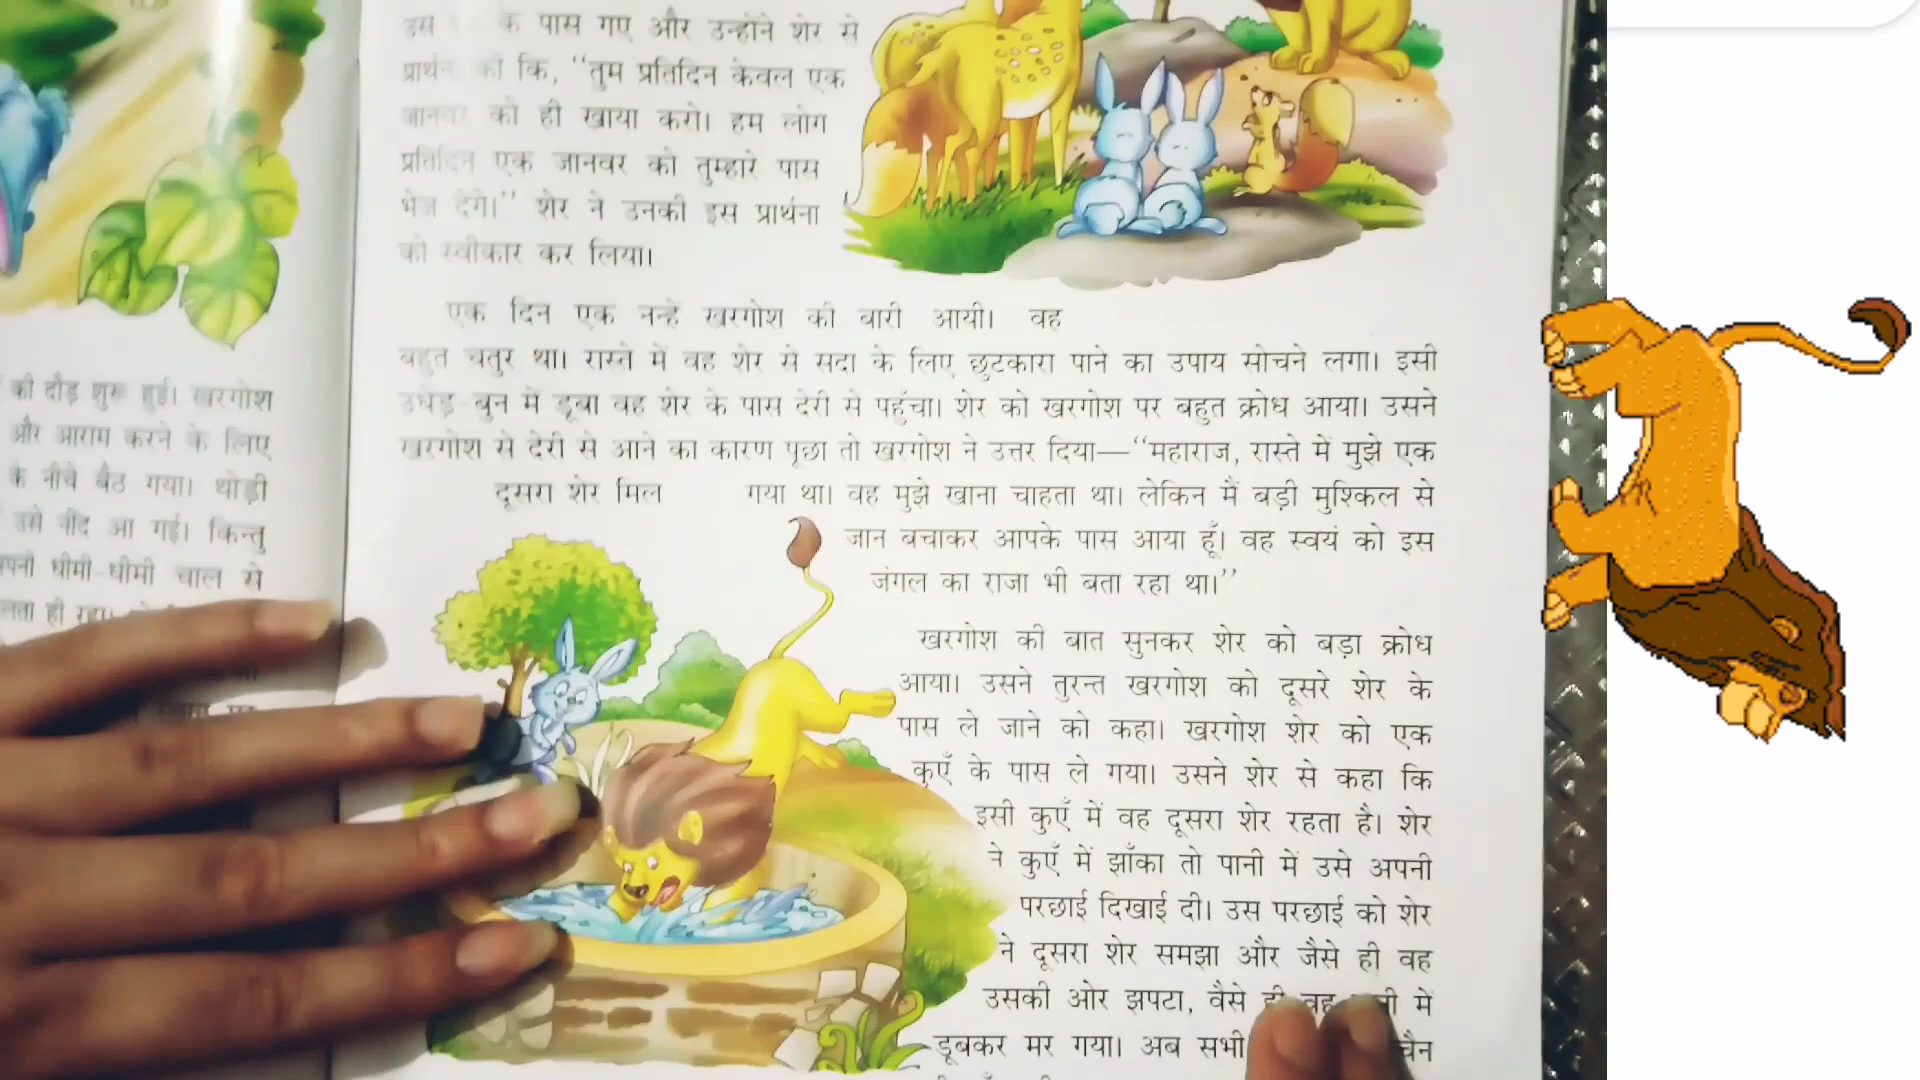 की दौड़ शुरू हुई। खरगोश
और आराम करने के लिए
के नीचे बैठ गया। थोड़ी
उसे नींद आ गई। किन्तु
धीमी-धीमी चाल से
ही रहा।
उस के पास गए और उन्होंने शेर से
की कि, “तुम प्रतिदिन केवल एक
जानवर को ही खाया करो। हम लोग
प्रतिदिन एक जानवर को तुम्हारे पास
भेज देंगे।” शेर ने उनकी इस प्रार्थना
को स्वीकार कर लिया।
एक दिन एक नन्हें खरगोश की बारी आयी। वह
बहुत चतुर था। रास्ते में वह शेर से सदा के लिए छुटकारा पाने का उपाय सोचने लगा। इसी
उधेड़-बुन में डूबा वह शेर के पास देरी से पहुँचा। शेर को खरगोश पर बहुत क्रोध आया। उसने
खरगोश से देरी से आने का कारण पूछा तो खरगोश ने उत्तर दिया—“महाराज, रास्ते में मुझे एक
दूसरा शेर मिल गया था। वह मुझे खाना चाहता था। लेकिन मैं बड़ी मुश्किल से
जान बचाकर आपके पास आया हूँ। वह स्वयं को इस
जंगल का राजा भी बता रहा था।”
खरगोश की बात सुनकर शेर को बड़ा क्रोध
आया। उसने तुरन्त खरगोश को दूसरे शेर के
पास ले जाने को कहा। खरगोश शेर को एक
कुएँ के पास ले गया। उसने शेर से कहा कि
इसी कुएँ में वह दूसरा शेर रहता है। शेर
ने कुएँ में झाँका तो पानी में उसे अपनी
परछाई दिखाई दी। उस परछाई को शेर
ने दूसरा शेर समझा और जैसे ही वह
उसकी ओर झपटा, वैसे ही वह में
डूबकर मर गया। अब सभी चैन